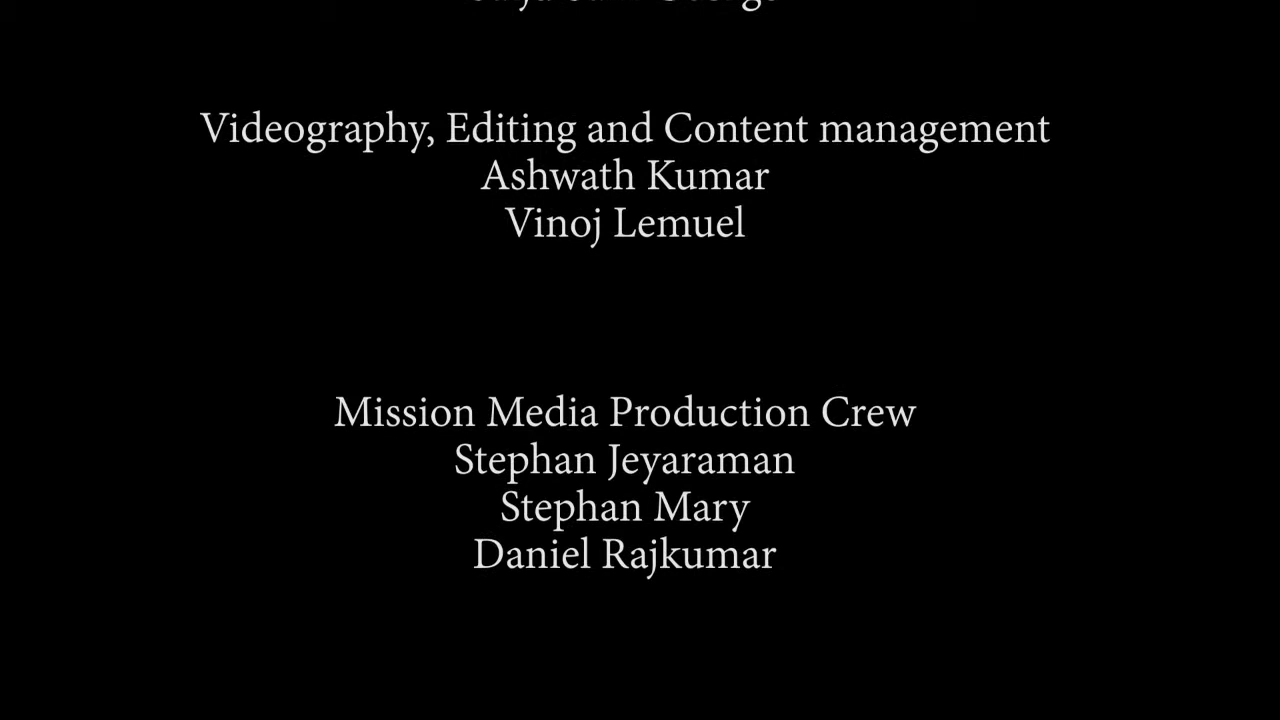 George
Videography, Editing and Content management
Ashwath Kumar
Vinoj Lemuel
Mission Media Production Crew
Stephan Jeyaraman
Stephan Mary
Daniel Rajkumar